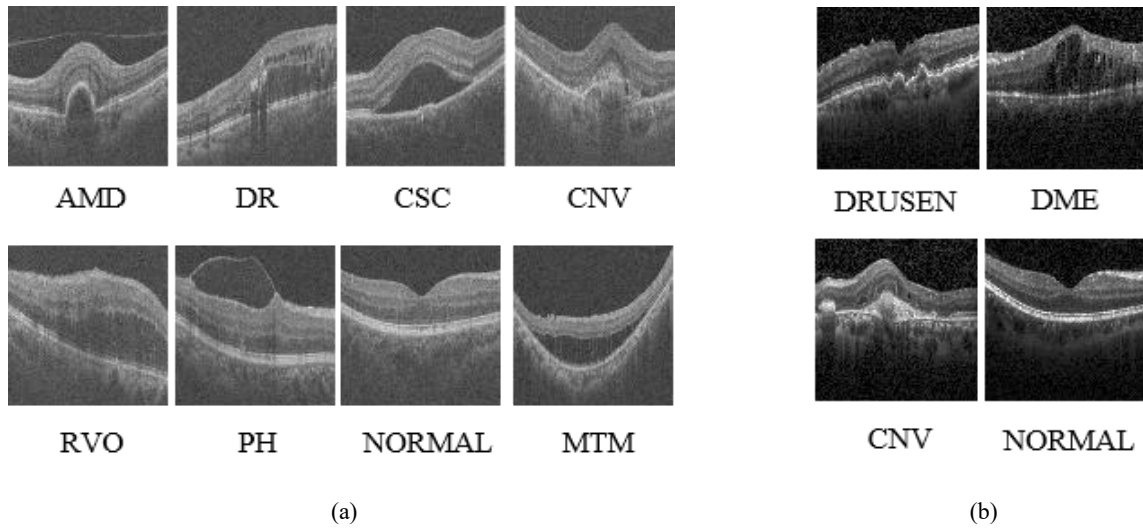 AMD DR CSC CNV
RVO PH NORMAL MTM
(a)
DRUSEN DME
CNV NORMAL
(b)